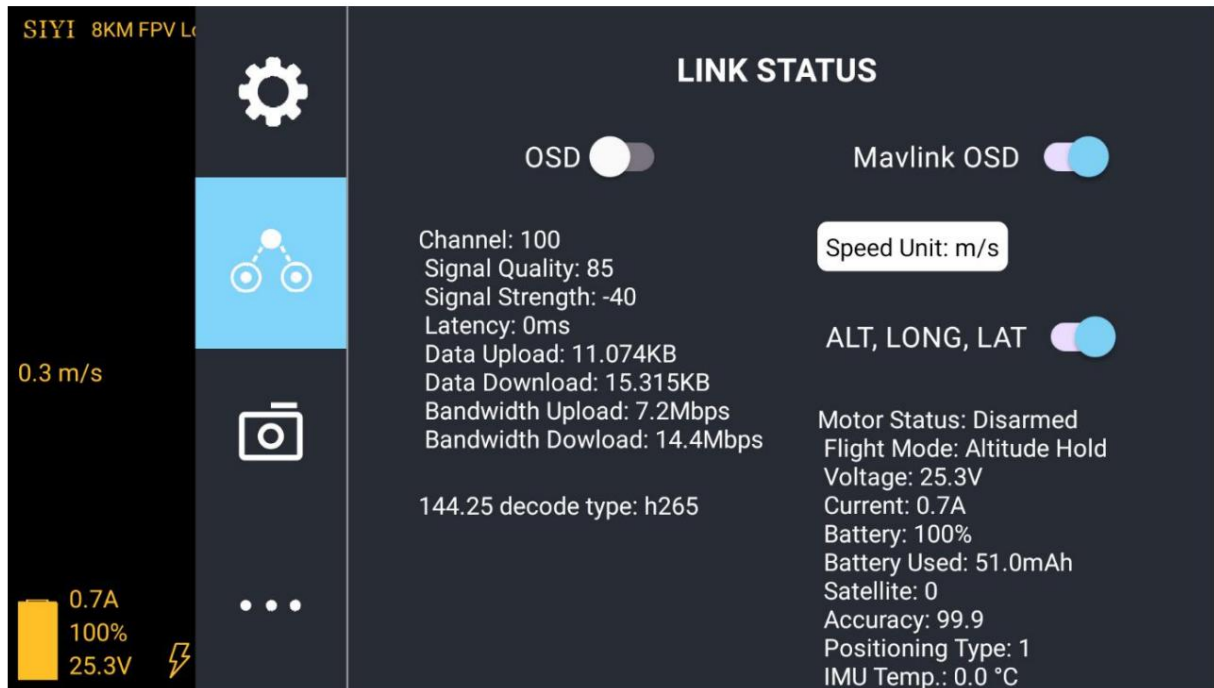 SIYI 8KM FPV Lo
0.3 m/s
0.7A
100%
25.3V
LINK STATUS
OSD
Mavlink OSD
Channel: 100
Signal Quality: 85
Signal Strength: -40
Latency: 0ms
Data Upload: 11.074KB
Data Download: 15.315KB
Bandwidth Upload: 7.2Mbps
Bandwidth Dowload: 14.4Mbps
144.25 decode type: h265
Speed Unit: m/s
ALT, LONG, LAT
Motor Status: Disarmed
Flight Mode: Altitude Hold
Voltage: 25.3V
Current: 0.7A
Battery: 100%
Battery Used: 51.0mAh
Satellite: 0
Accuracy: 99.9
Positioning Type: 1
IMU Temp.: 0.0 °C